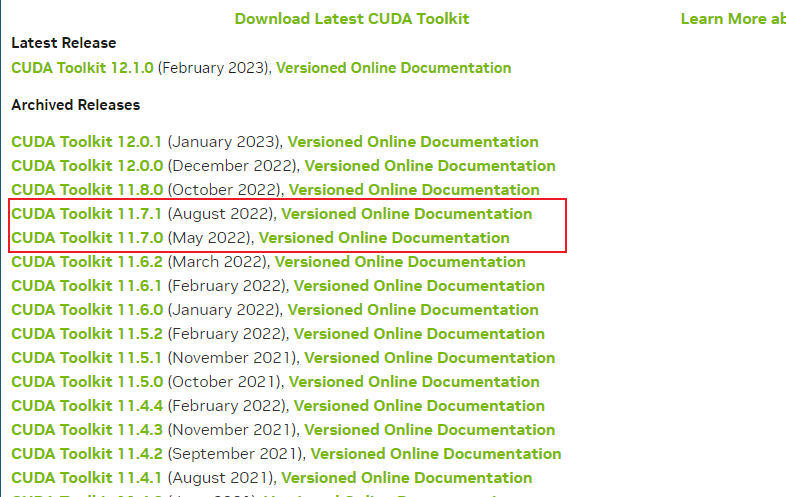 Download Latest CUDA Toolkit Learn More ab
Latest Release
CUDA Toolkit 12.1.0 (February 2023), Versioned Online Documentation
Archived Releases
CUDA Toolkit 12.0.1 (January 2023), Versioned Online Documentation
CUDA Toolkit 12.0.0 (December 2022), Versioned Online Documentation
CUDA Toolkit 11.8.0 (October 2022), Versioned Online Documentation
CUDA Toolkit 11.7.1 (August 2022), Versioned Online Documentation
CUDA Toolkit 11.7.0 (May 2022), Versioned Online Documentation
CUDA Toolkit 11.6.2 (March 2022), Versioned Online Documentation
CUDA Toolkit 11.6.1 (February 2022), Versioned Online Documentation
CUDA Toolkit 11.6.0 (January 2022), Versioned Online Documentation
CUDA Toolkit 11.5.2 (February 2022), Versioned Online Documentation
CUDA Toolkit 11.5.1 (November 2021), Versioned Online Documentation
CUDA Toolkit 11.5.0 (October 2021), Versioned Online Documentation
CUDA Toolkit 11.4.4 (February 2022), Versioned Online Documentation
CUDA Toolkit 11.4.3 (November 2021), Versioned Online Documentation
CUDA Toolkit 11.4.2 (September 2021), Versioned Online Documentation
CUDA Toolkit 11.4.1 (August 2021), Versioned Online Documentation